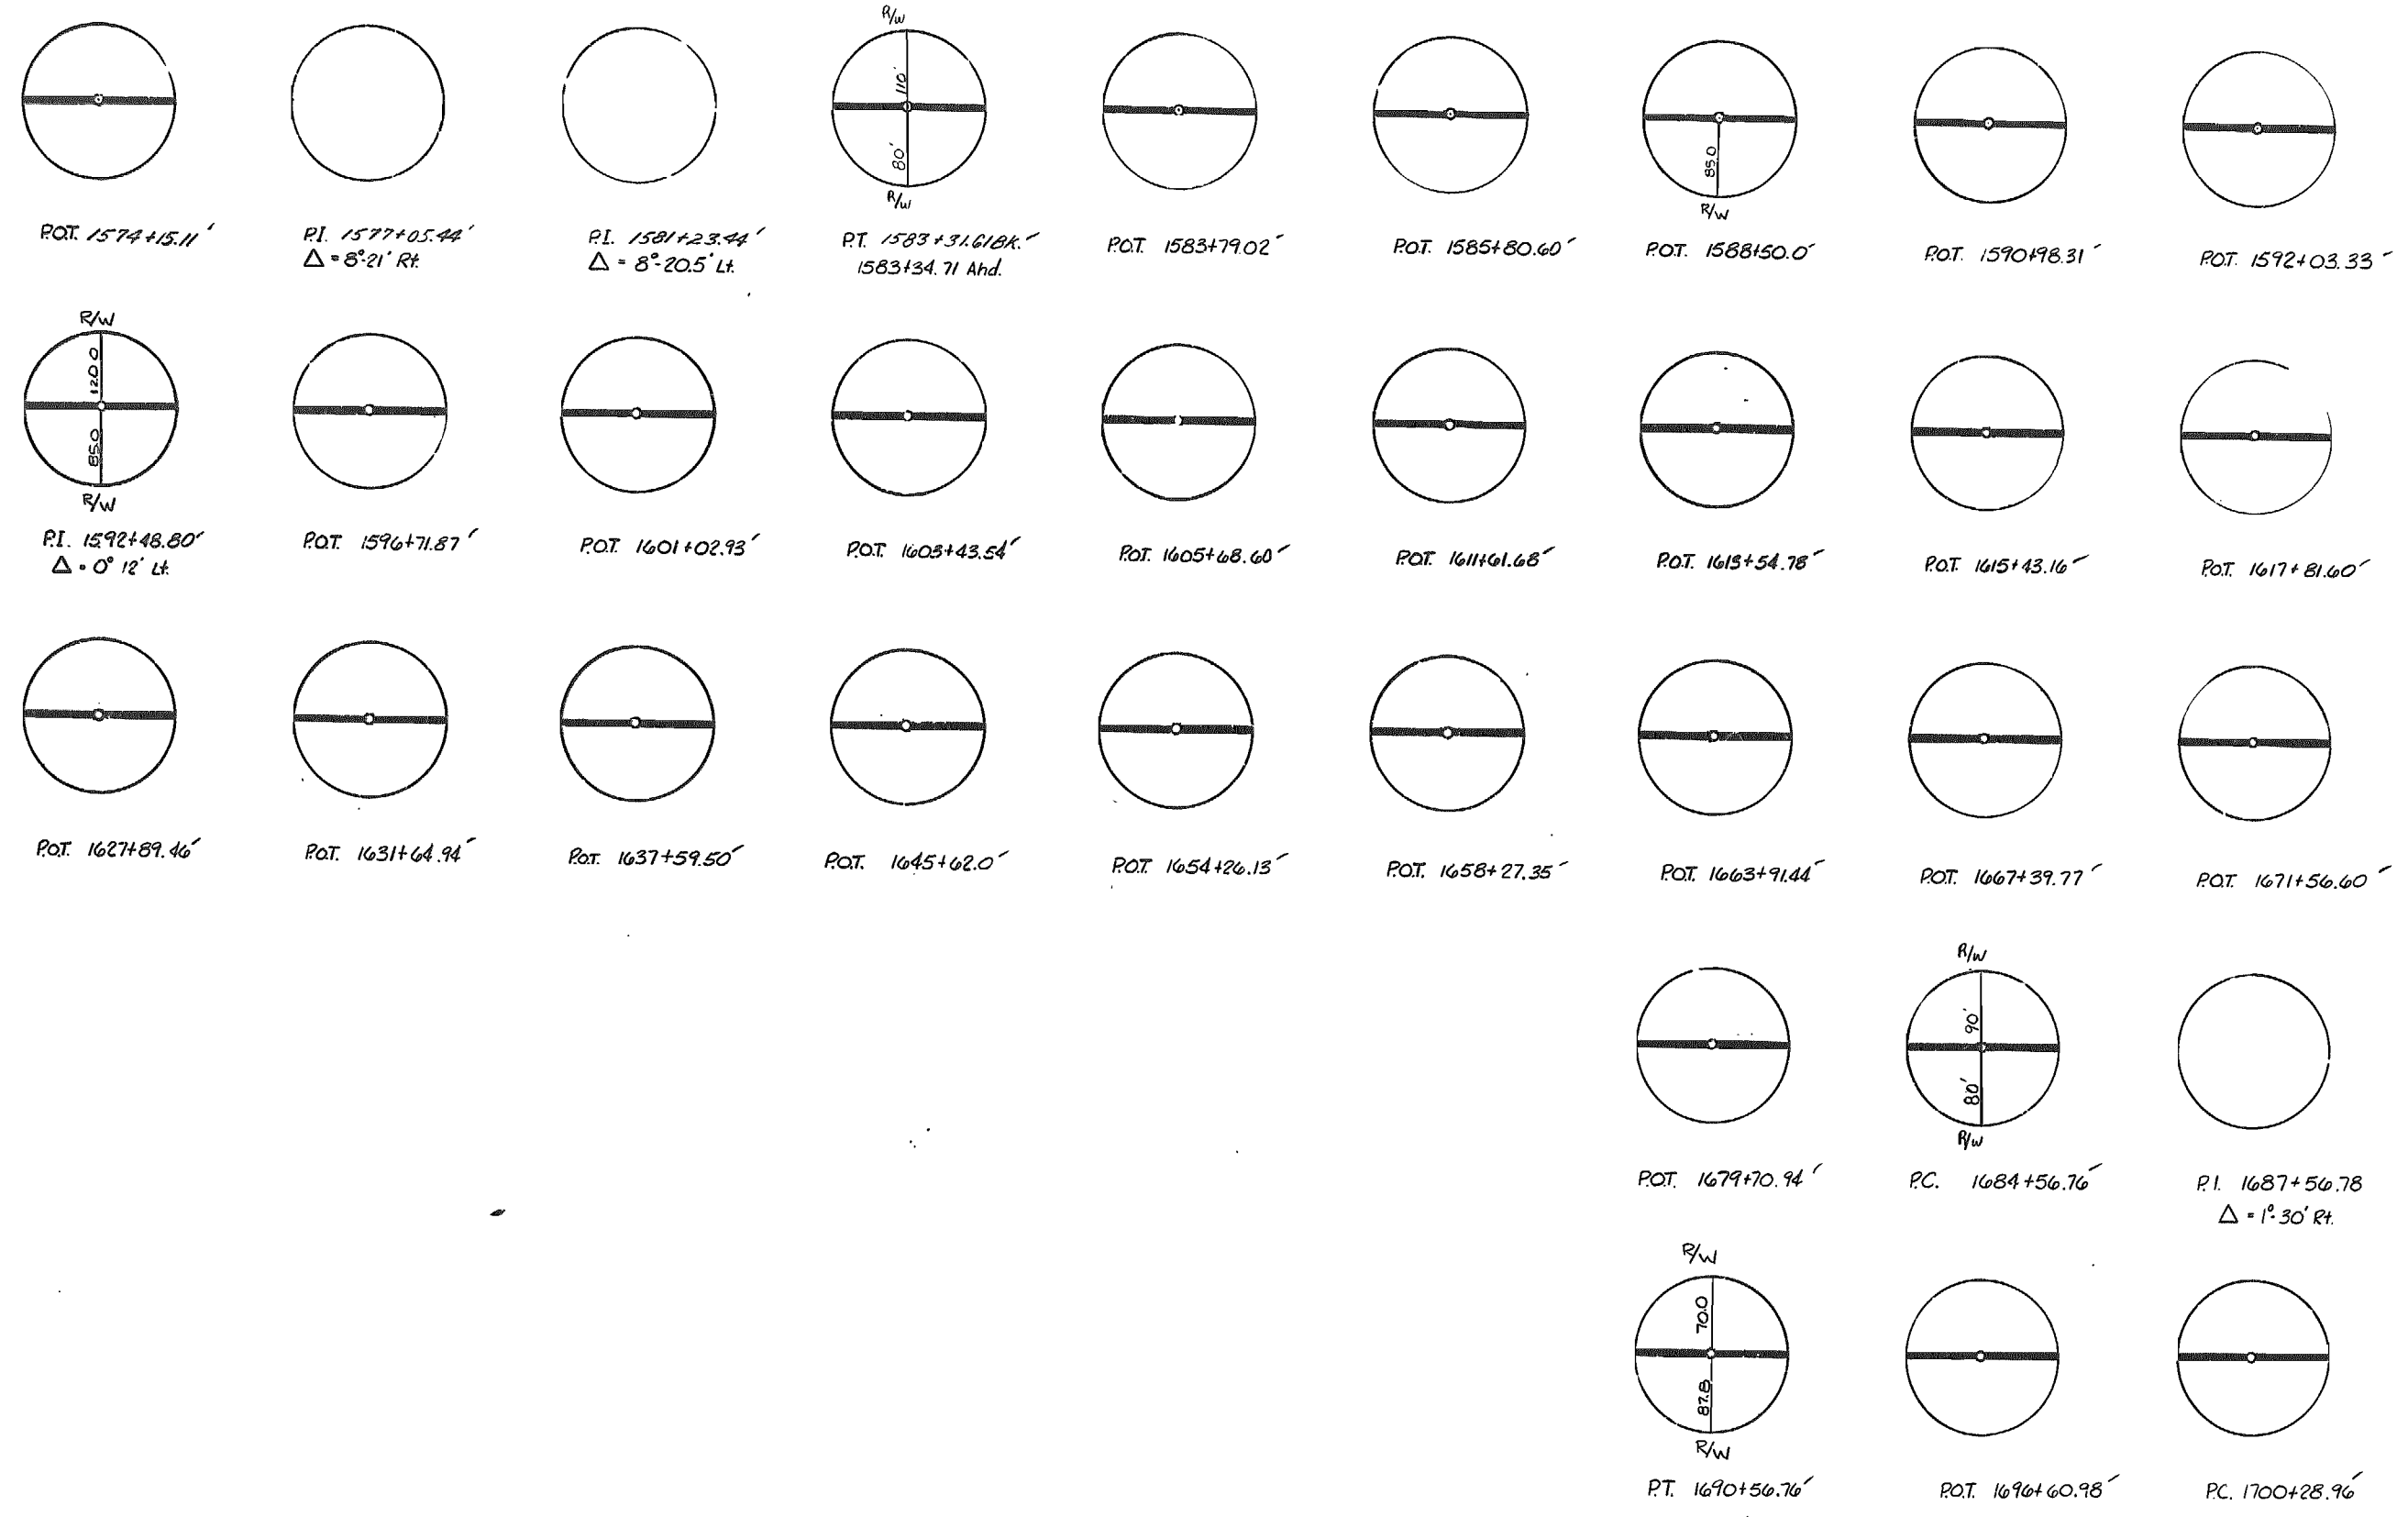 R/W
110'
80'
R/W
P.O.T. 1574+15.11'
P.I. 1577+05.44'
Δ = 8°-21' Rt.
P.I. 1581+23.44'
Δ = 8°-20.5' Lt.
P.T. 1583+31.61BK.
1583+34.71 Ahd.
P.O.T. 1583+79.02
P.O.T. 1585+80.60
85.0
R/W
P.O.T. 1588+50.0
P.O.T. 1590+98.31
P.O.T. 1592+03.33
R/W
120.0
85.0
R/W
P.I. 1592+48.80
Δ = 0° 12' Lt.
P.O.T. 1596+71.87
P.O.T. 1601+02.93
P.O.T. 1603+43.54
P.O.T. 1605+68.60
P.O.T. 1611+61.68
P.O.T. 1613+54.78
P.O.T. 1615+43.16
P.O.T. 1617+81.60
P.O.T. 1627+89.46
P.O.T. 1631+64.94
P.O.T. 1637+59.50
P.O.T. 1645+62.0
P.O.T. 1654+26.13
P.O.T. 1658+27.35
P.O.T. 1663+91.44
P.O.T. 1667+39.77
P.O.T. 1671+56.60
P.O.T. 1679+70.94
R/W
90'
80'
R/W
P.C. 1684+56.76
P.I. 1687+56.78
Δ = 1°-30' Rt.
R/W
70.0
87.8
R/W
P.T. 1690+56.76
P.O.T. 1696+60.98
P.C. 1700+28.96